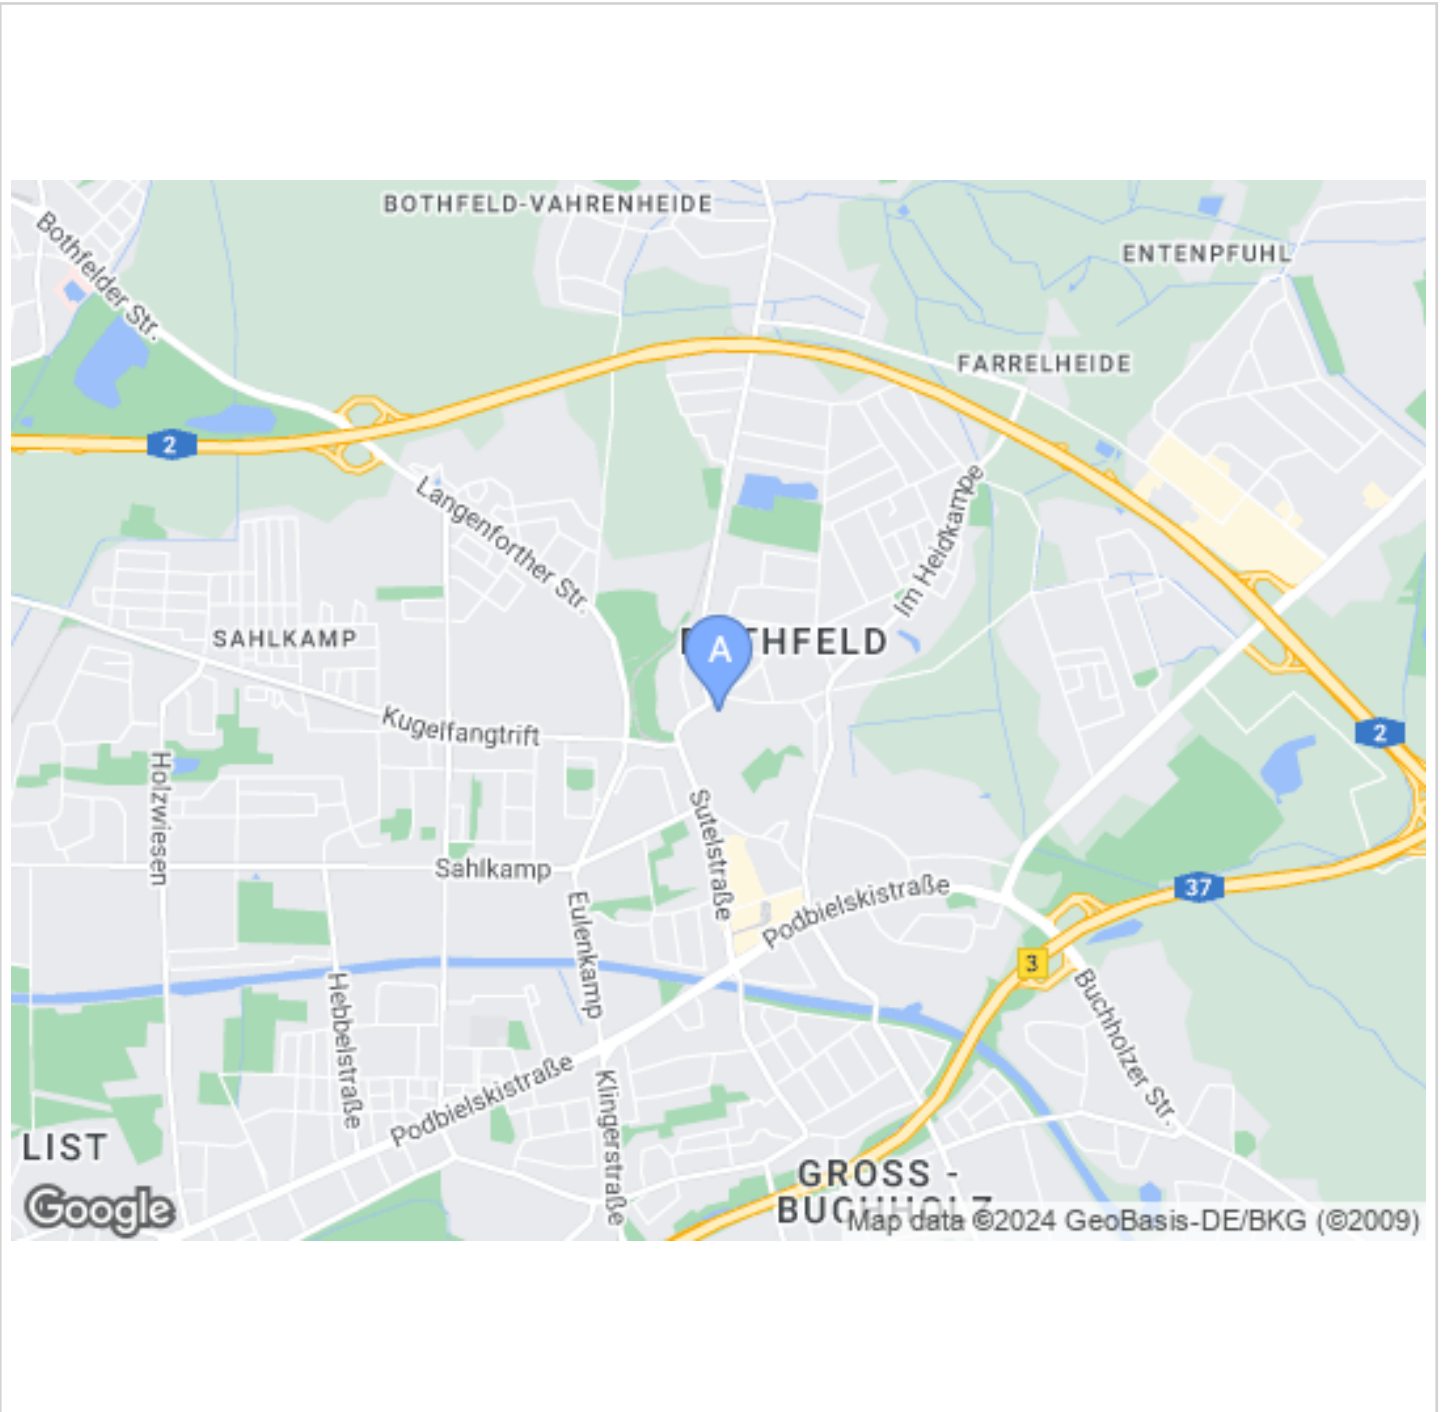 BOTHFELD-VAHRENHEIDE
Bothfelder Str.
ENTENPFUHL
FARRELHEIDE
2
Langenforther Str.
Im Heidkampe
SAHLKAMP
A
THFELD
Kugelfangtrift
2
Holzwiesen
Sutelstraße
Sahlkamp
Podbielskistraße
37
Eulenkamp
3
Hebbelstraße
Buchholzer Str.
Podbielskistraße
Klingerstraße
LIST
GROSS -
BUCHHOLZ
Google
Map data ©2024 GeoBasis-DE/BKG (©2009)